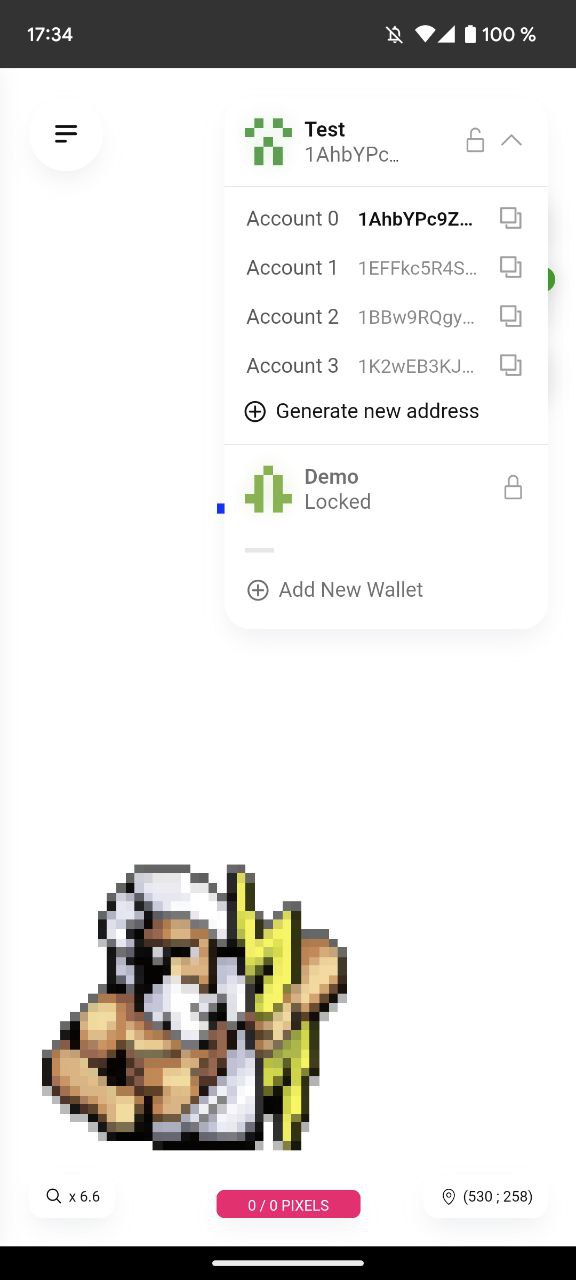 17:34
100 %
Test
1AhbYPc...
Account 0 1AhbYPc9Z...
Account 1 1EFFkc5R4S...
Account 2 1BBw9RQgy...
Account 3 1K2wEB3KJ...
Generate new address
Demo
Locked
Add New Wallet
x 6.6
0 / 0 PIXELS
(530 ; 258)